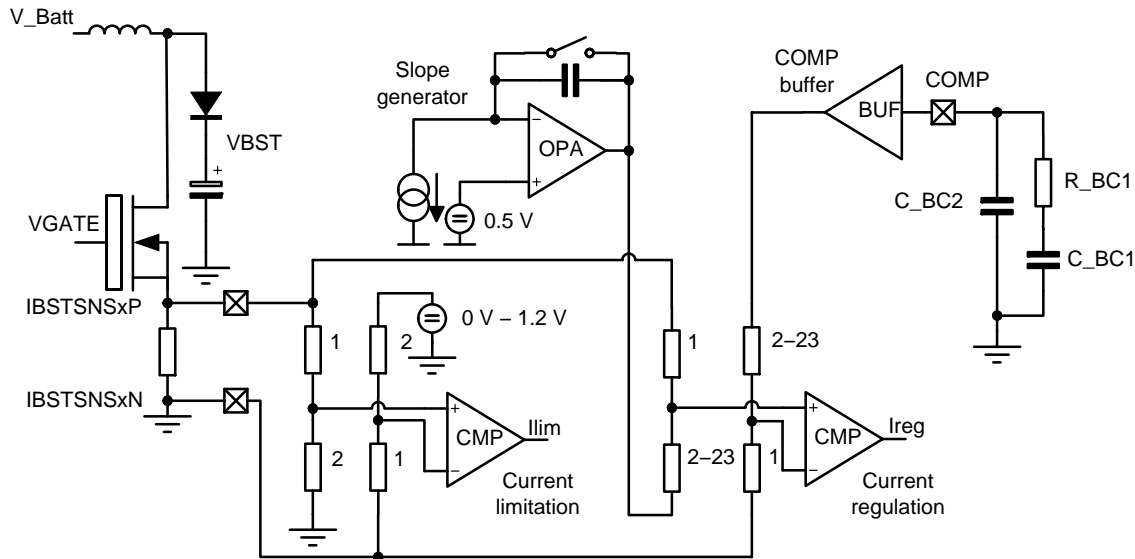 V_Batt
VBST
+
VGATE
IBSTSNSxP
IBSTSNSxN
Slope
generator
−
OPA
+
0.5 V
COMP
buffer
COMP
BUF
C_BC2
R_BC1
C_BC1
0 V – 1.2 V
1
2
2
1
+
CMP
−
Ilim
Current
limitation
1
2–23
2–23
1
+
CMP
−
Ireg
Current
regulation